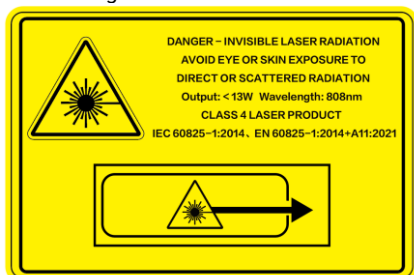 DANGER – INVISIBLE LASER RADIATION
AVOID EYE OR SKIN EXPOSURE TO
DIRECT OR SCATTERED RADIATION
Output: <13W Wavelength: 808nm
CLASS 4 LASER PRODUCT
IEC 60825–1:2014、EN 60825–1:2014+A11:2021